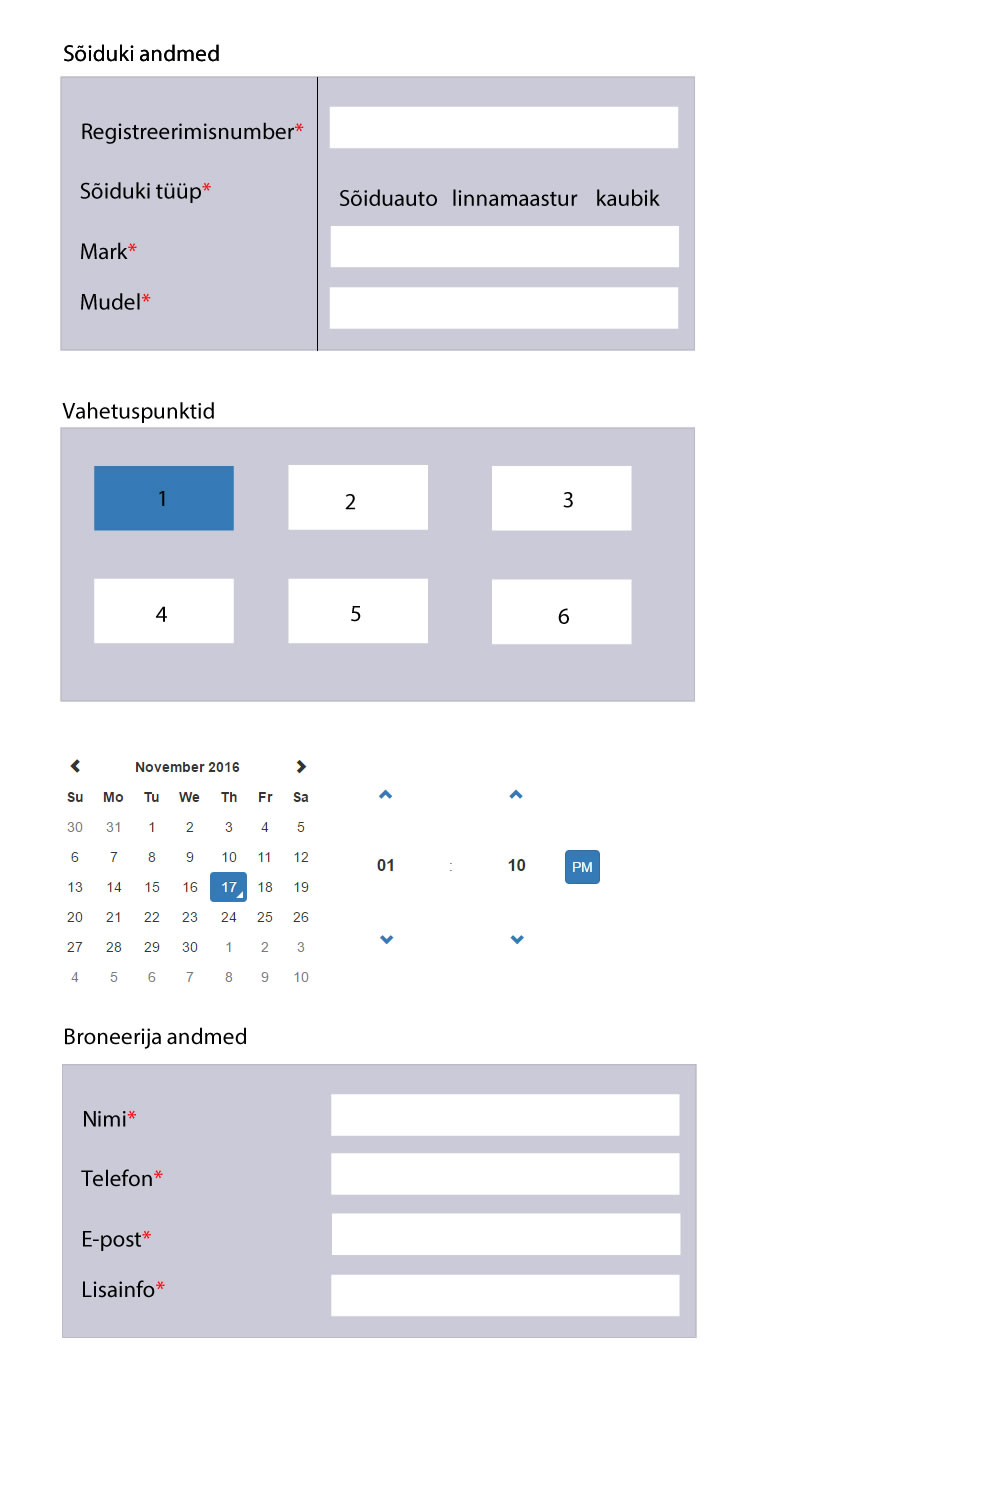 Sõiduki andmed
Registreerimisnumber*
Sõiduki tüüp*
Sõiduauto linnamaastur kaubik
Mark*
Mudel*
Vahetuspunktid
1 2 3
4 5 6
November 2016
Su Mo Tu We Th Fr Sa
30 31 1 2 3 4 5
6 7 8 9 10 11 12
13 14 15 16 17 18 19
20 21 22 23 24 25 26
27 28 29 30 1 2 3
4 5 6 7 8 9 10
01 : 10 PM
Broneerija andmed
Nimi*
Telefon*
E-post*
Lisainfo*